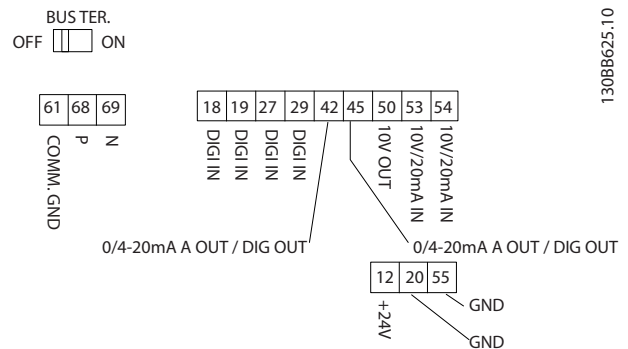 BUS TER.
OFF ON
130BB625.10
61 68 69
COMM. GND
P
N
18 19 27 29 42 45 50 53 54
DIGI IN
DIGI IN
DIGI IN
DIGI IN
10V OUT
10V/20mA IN
10V/20mA IN
0/4-20mA A OUT / DIG OUT
0/4-20mA A OUT / DIG OUT
12 20 55
+24V
GND
GND